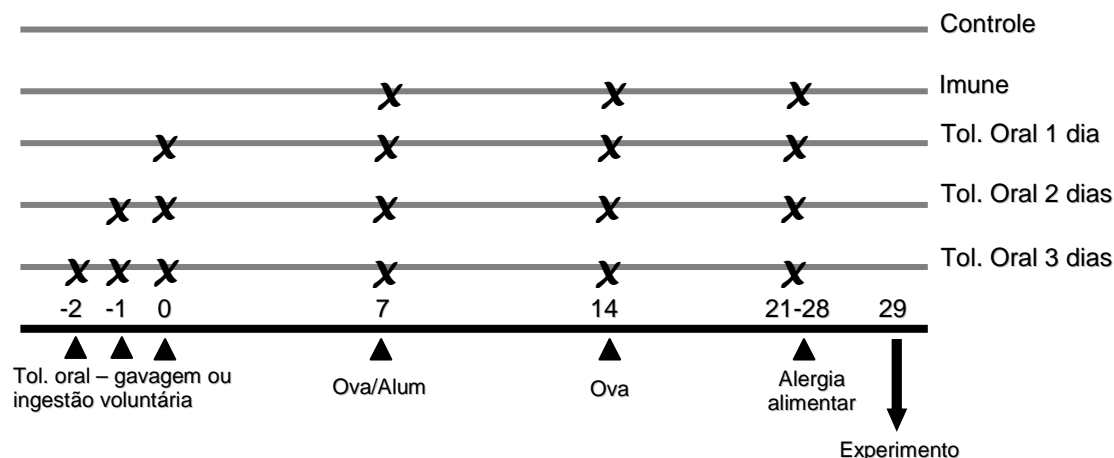 Controle
Imune
X X X
Tol. Oral 1 dia
X X X X
Tol. Oral 2 dias
X X X X X
Tol. Oral 3 dias
X X X X X X
-2 -1 0 7 14 21-28 29
Tol. oral – gavagem ou
ingestão voluntária
Ova/Alum
Ova
Alergia
alimentar
Experimento